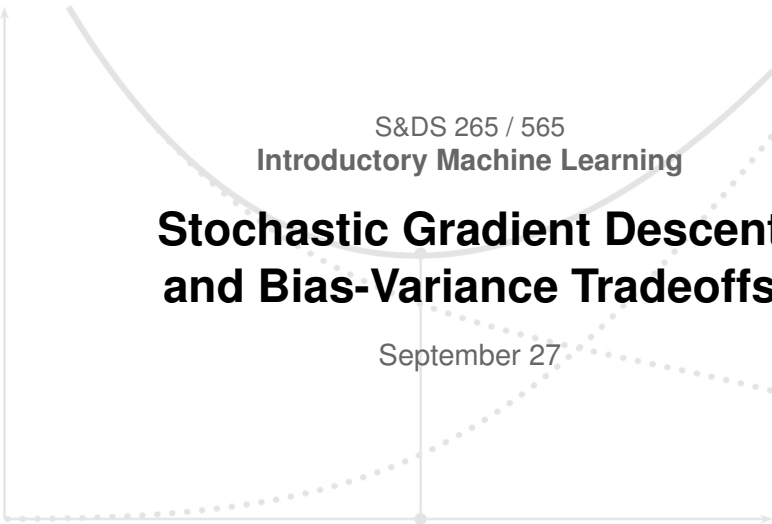 S&DS 265 / 565
Introductory Machine Learning
Stochastic Gradient Descent
and Bias-Variance Tradeoffs
September 27